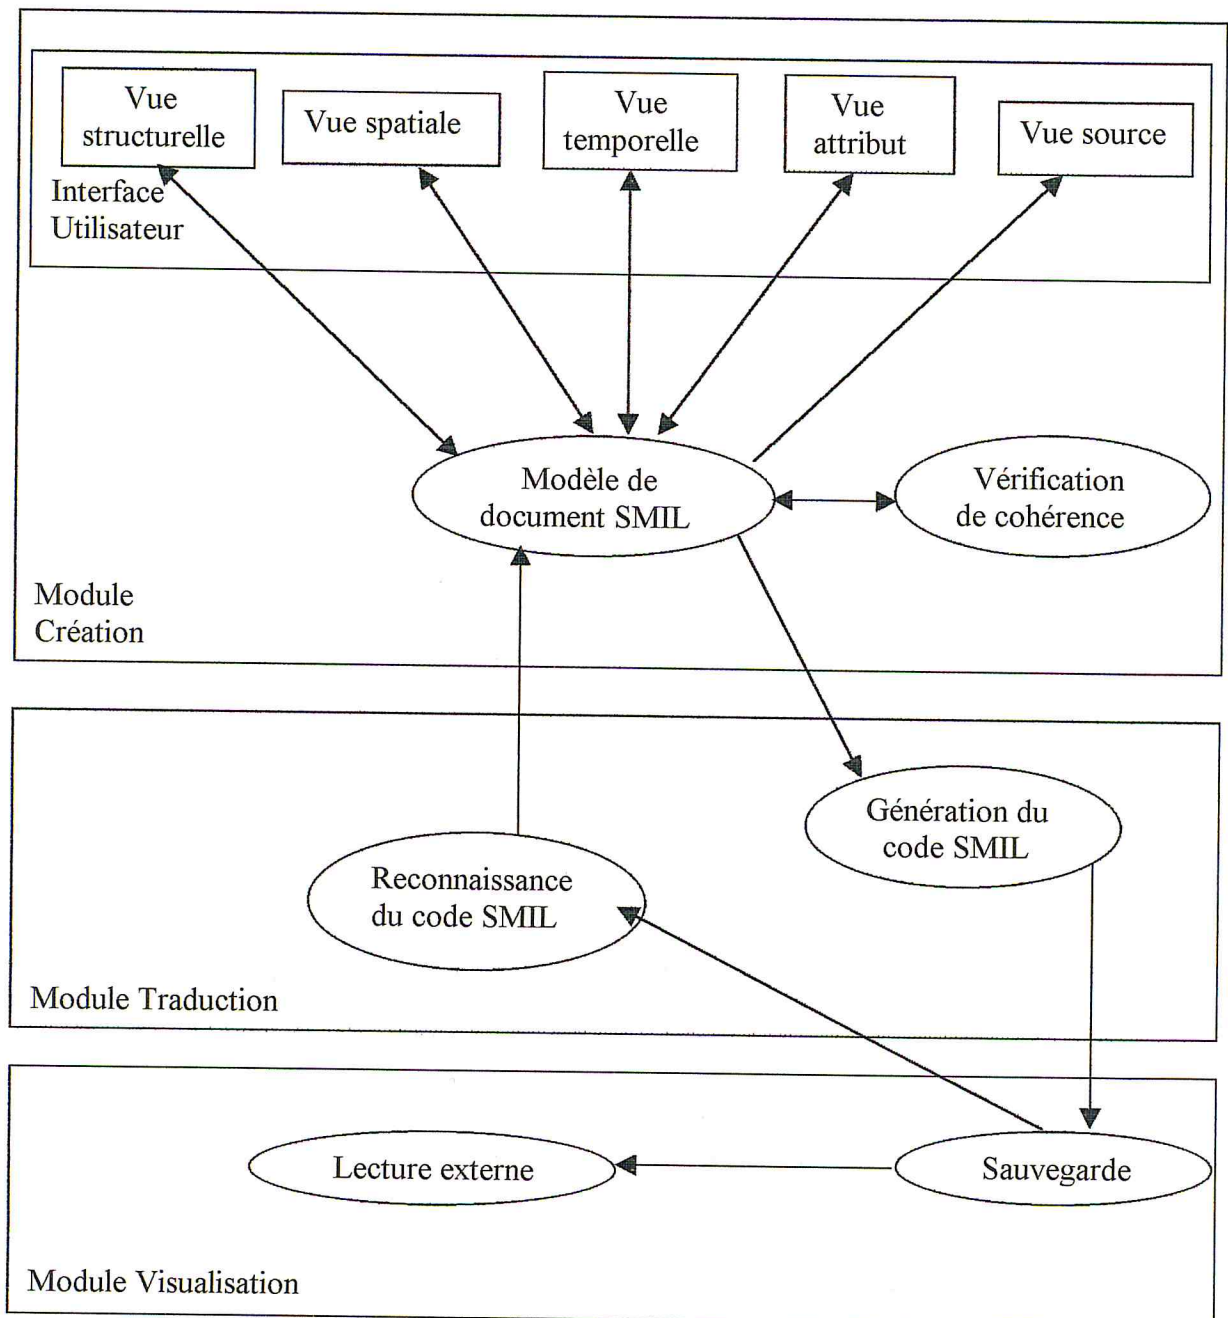 Vue
structurelle
Vue spatiale
Vue
temporelle
Vue
attribut
Vue source
Interface
Utilisateur
Modèle de
document SMIL
Vérification
de cohérence
Module
Création
Génération du
code SMIL
Reconnaissance
du code SMIL
Module Traduction
Lecture externe
Sauvegarde
Module Visualisation